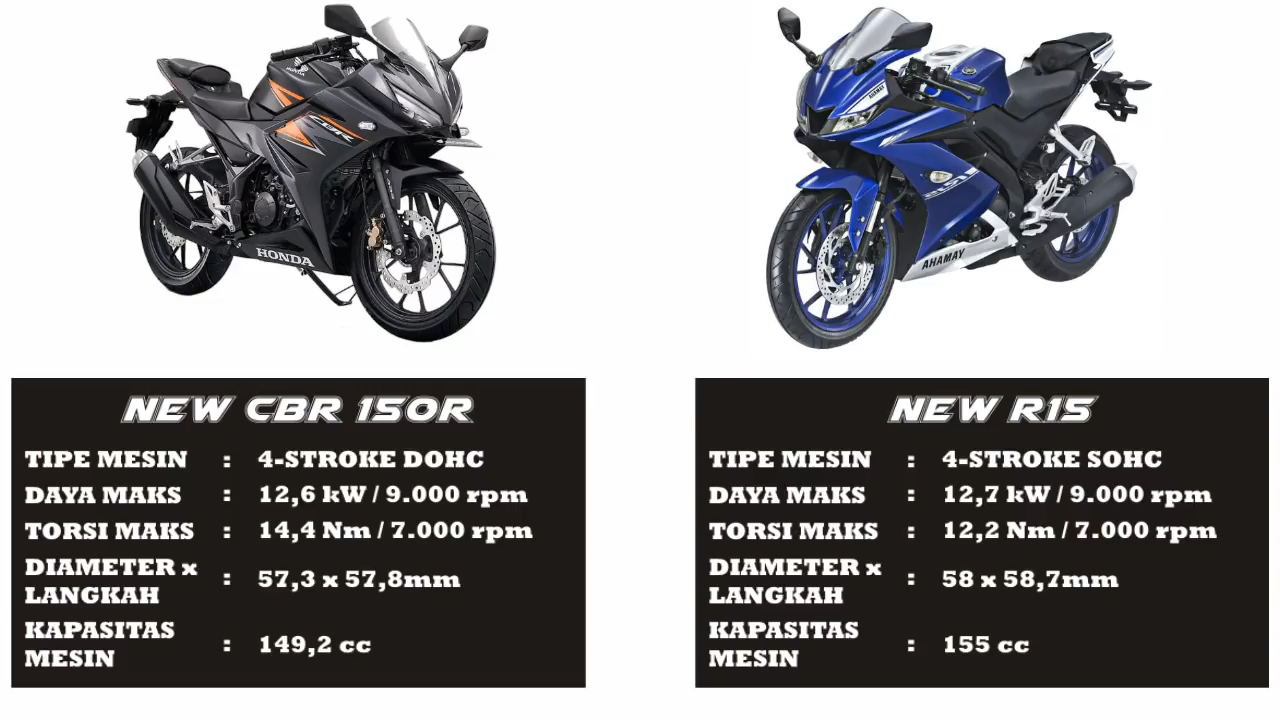 HONDA
CBR
HONDA
AHAMAY
R15
AHAMAY
NEW CBR 150R
TIPE MESIN : 4-STROKE DOHC
DAYA MAKS : 12,6 kW / 9.000 rpm
TORSI MAKS : 14,4 Nm / 7.000 rpm
DIAMETER x
LANGKAH : 57,3 x 57,8mm
KAPASITAS
MESIN : 149,2 cc
NEW R15
TIPE MESIN : 4-STROKE SOHC
DAYA MAKS : 12,7 kW / 9.000 rpm
TORSI MAKS : 12,2 Nm / 7.000 rpm
DIAMETER x
LANGKAH : 58 x 58,7mm
KAPASITAS
MESIN : 155 cc